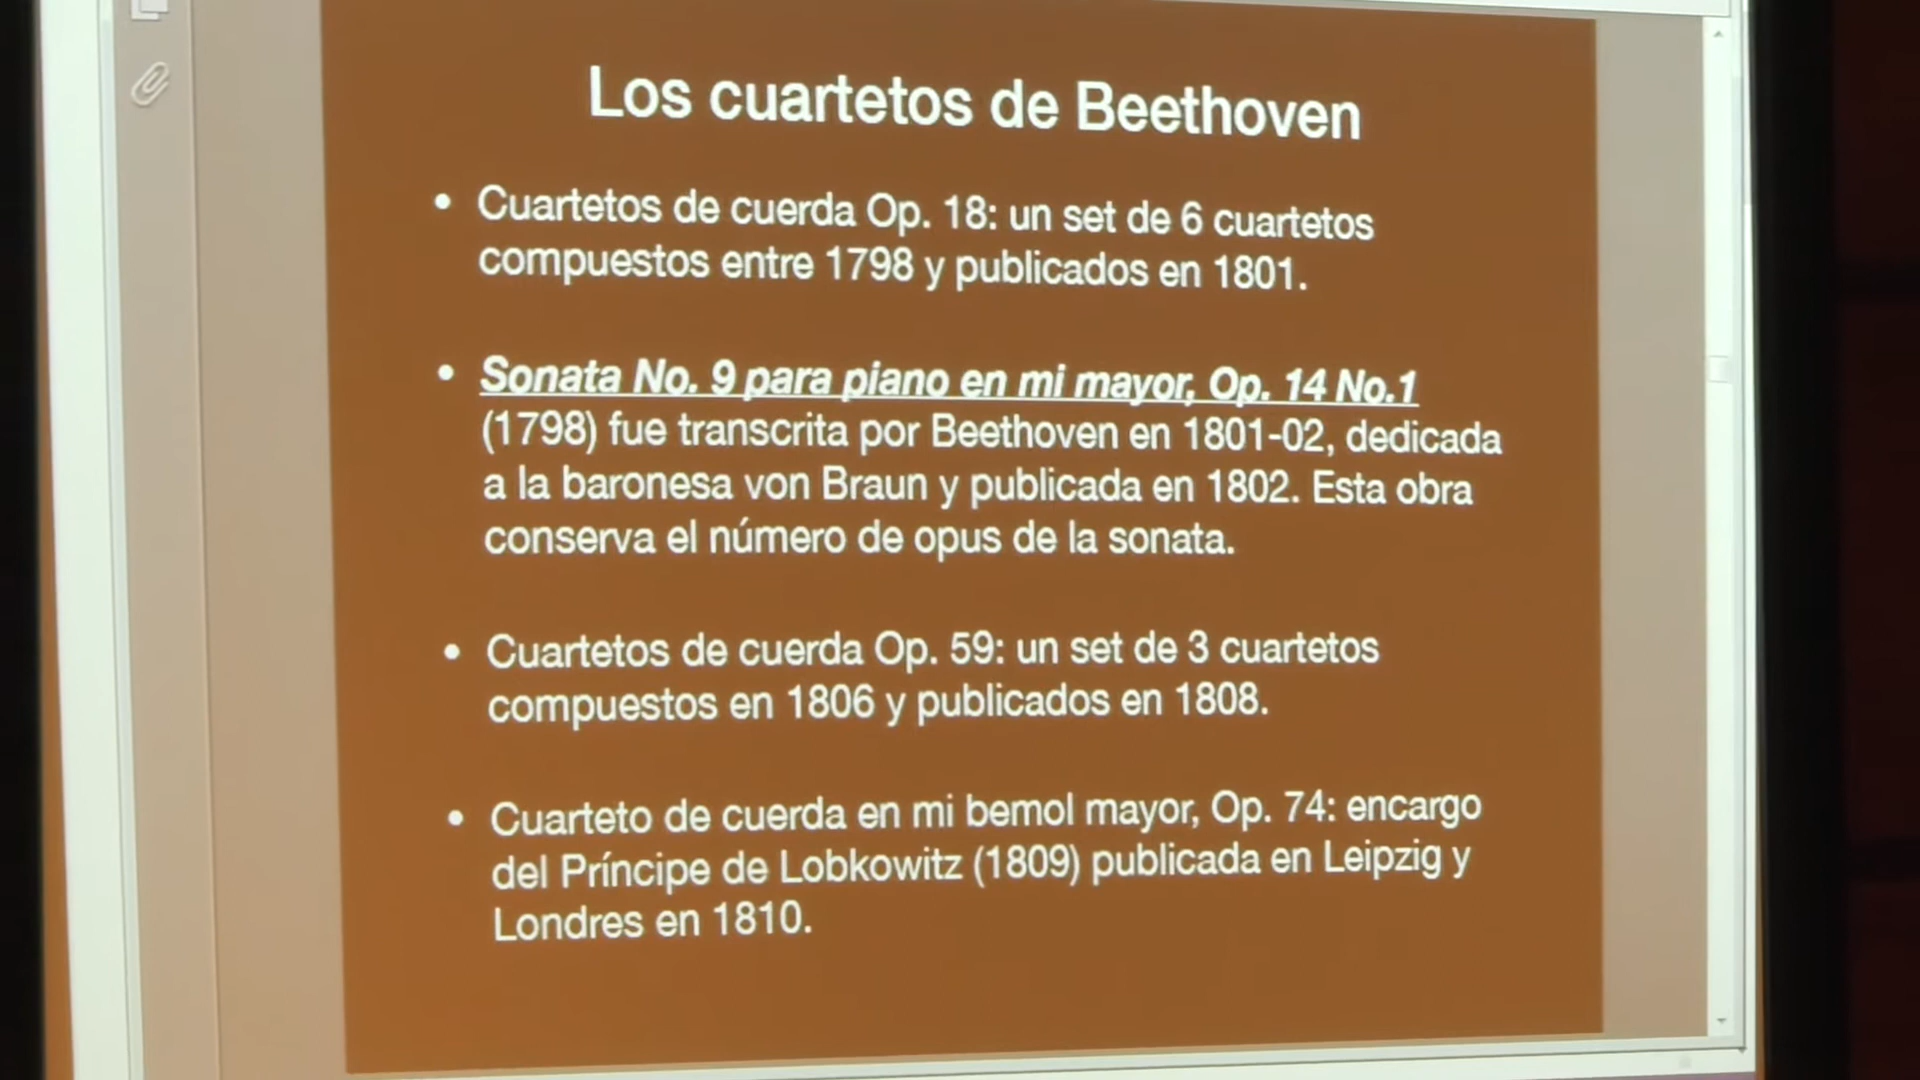 Los cuartetos de Beethoven
• Cuartetos de cuerda Op. 18: un set de 6 cuartetos
compuestos entre 1798 y publicados en 1801.
• Sonata No. 9 para piano en mi mayor, Op. 14 No.1
(1798) fue transcrita por Beethoven en 1801-02, dedicada
a la baronesa von Braun y publicada en 1802. Esta obra
conserva el número de opus de la sonata.
• Cuartetos de cuerda Op. 59: un set de 3 cuartetos
compuestos en 1806 y publicados en 1808.
• Cuarteto de cuerda en mi bemol mayor, Op. 74: encargo
del Príncipe de Lobkowitz (1809) publicada en Leipzig y
Londres en 1810.